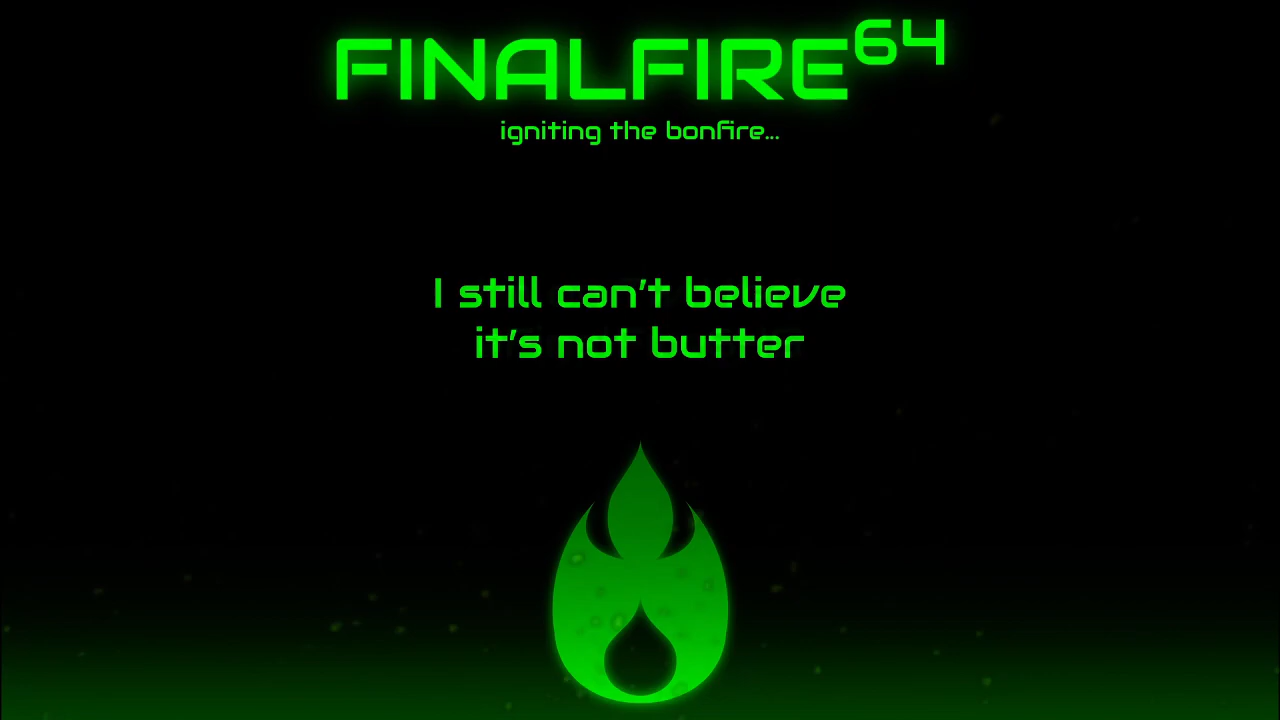 FINALFIRE64
igniting the bonfire...
I still can't believe
it's not butter